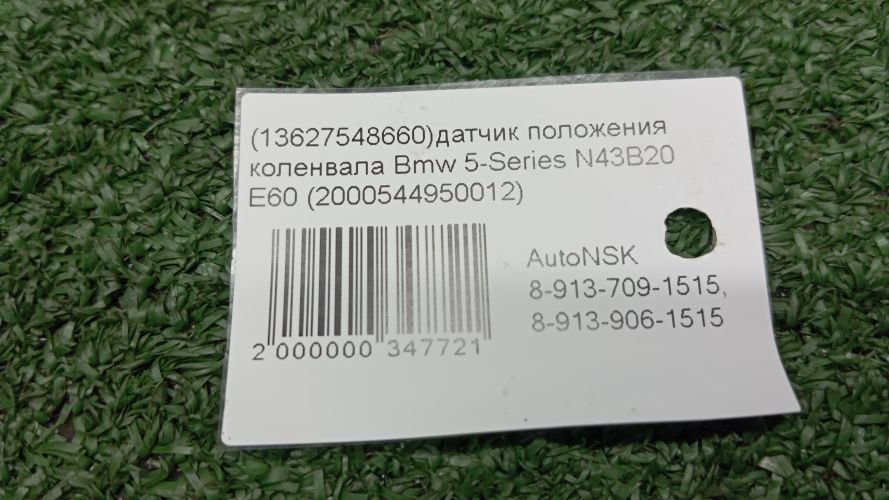 (13627548660)датчик положения
коленвала Bmw 5-Series N43B20
E60 (2000544950012)
AutoNSK
8-913-709-1515,
8-913-906-1515
2 000000 347721